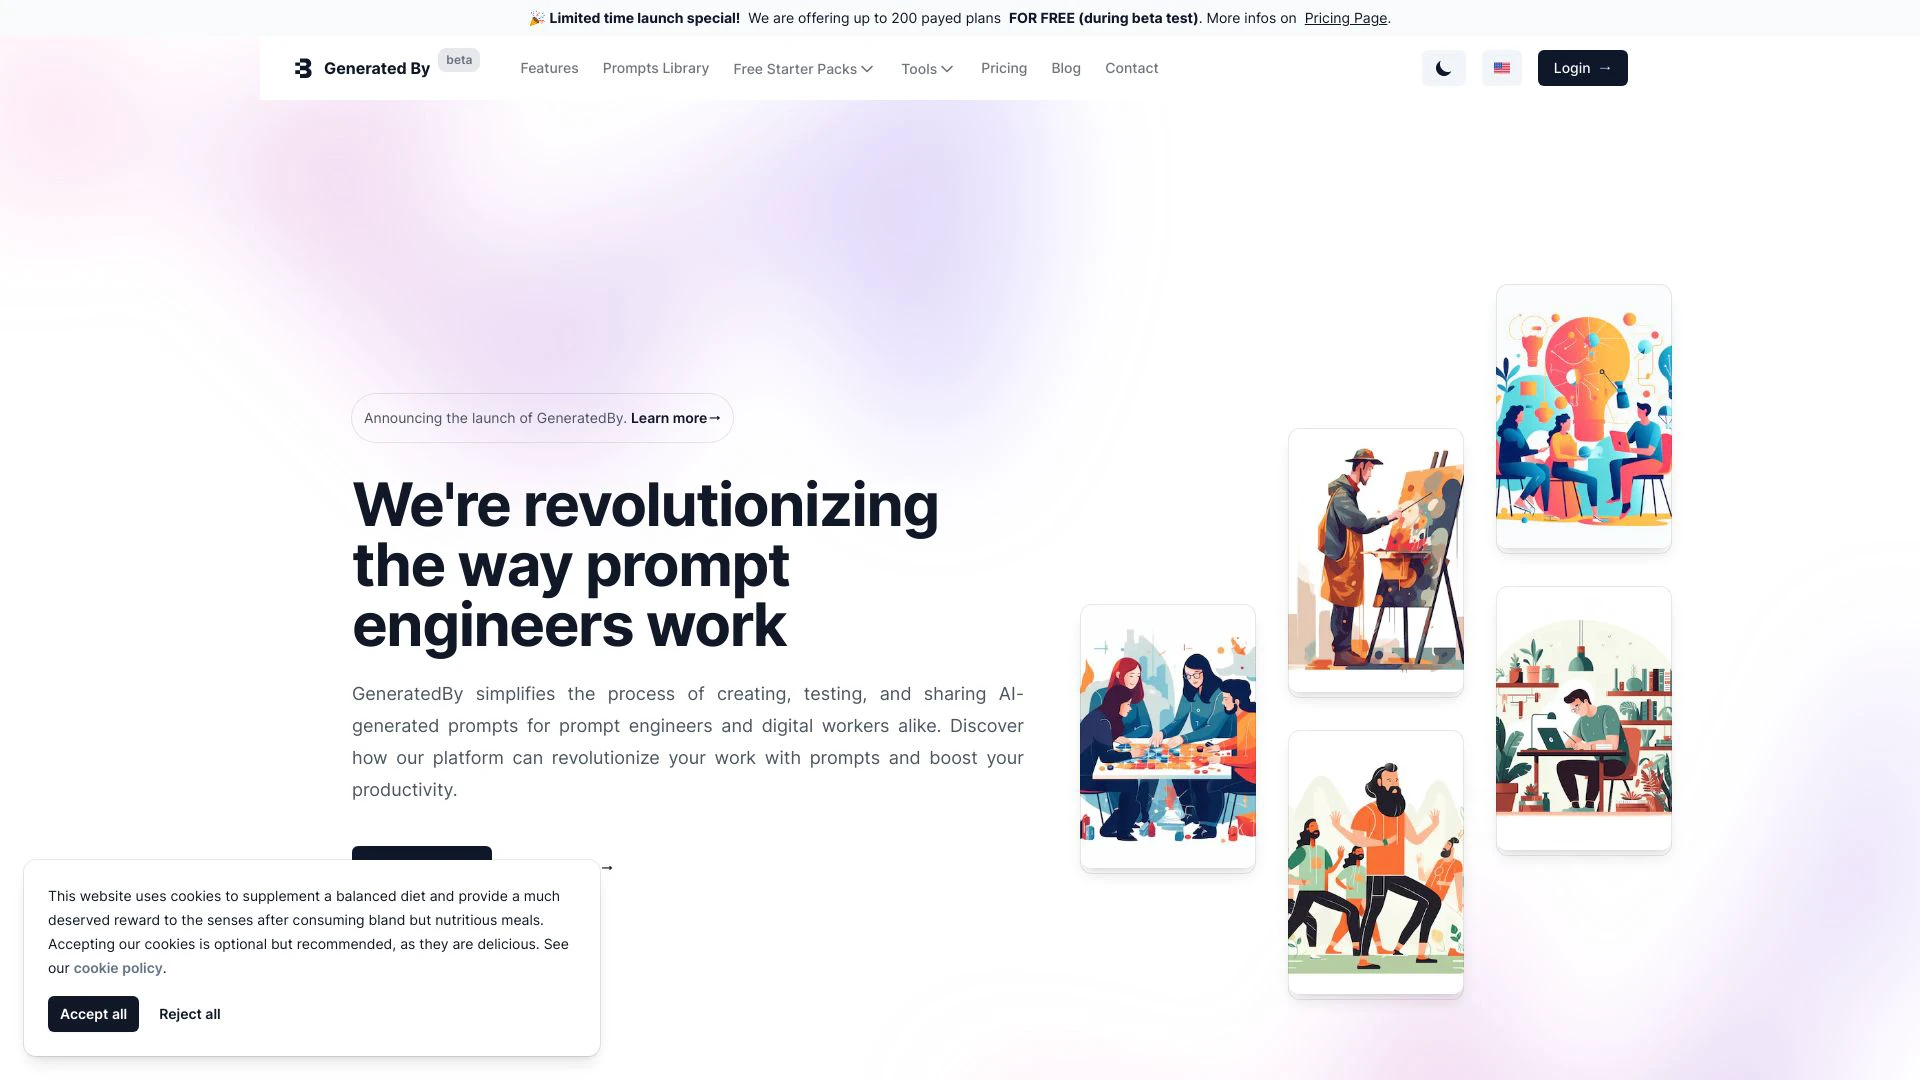 🎉 Limited time launch special! We are offering up to 200 payed plans FOR FREE (during beta test). More infos on Pricing Page.
Generated By beta Features Prompts Library Free Starter Packs Tools Pricing Blog Contact Login →
Announcing the launch of GeneratedBy. Learn more→
We're revolutionizing
the way prompt
engineers work
GeneratedBy simplifies the process of creating, testing, and sharing AI-
generated prompts for prompt engineers and digital workers alike. Discover
how our platform can revolutionize your work with prompts and boost your
productivity.
→
This website uses cookies to supplement a balanced diet and provide a much
deserved reward to the senses after consuming bland but nutritious meals.
Accepting our cookies is optional but recommended, as they are delicious. See
our cookie policy.
Accept all Reject all